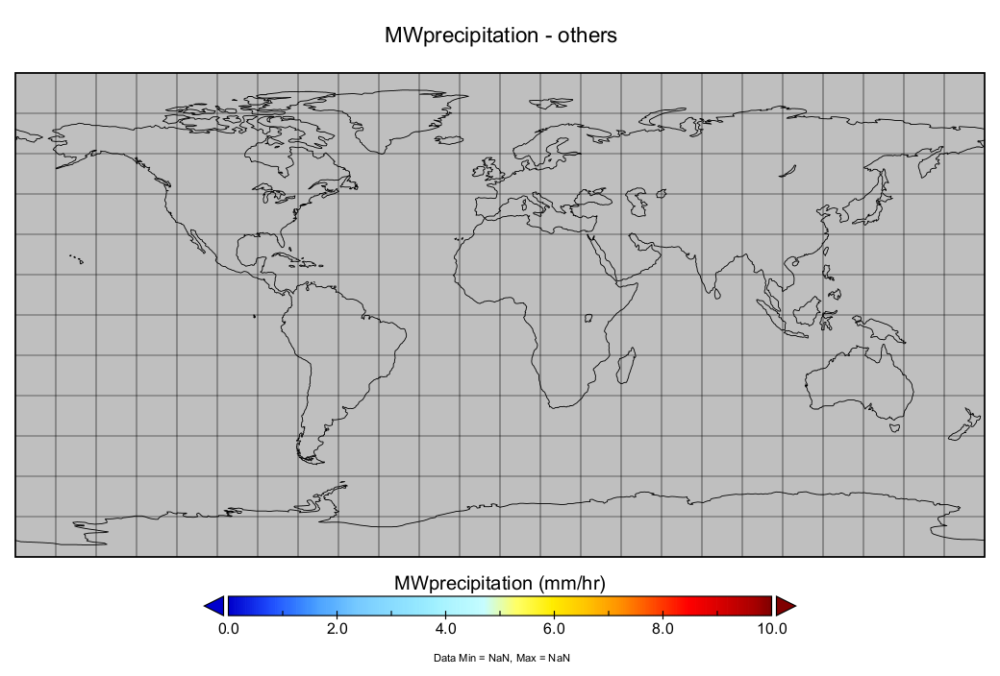 MWprecipitation - others
MWprecipitation (mm/hr)
0.0 2.0 4.0 6.0 8.0 10.0
Data Min = NaN, Max = NaN